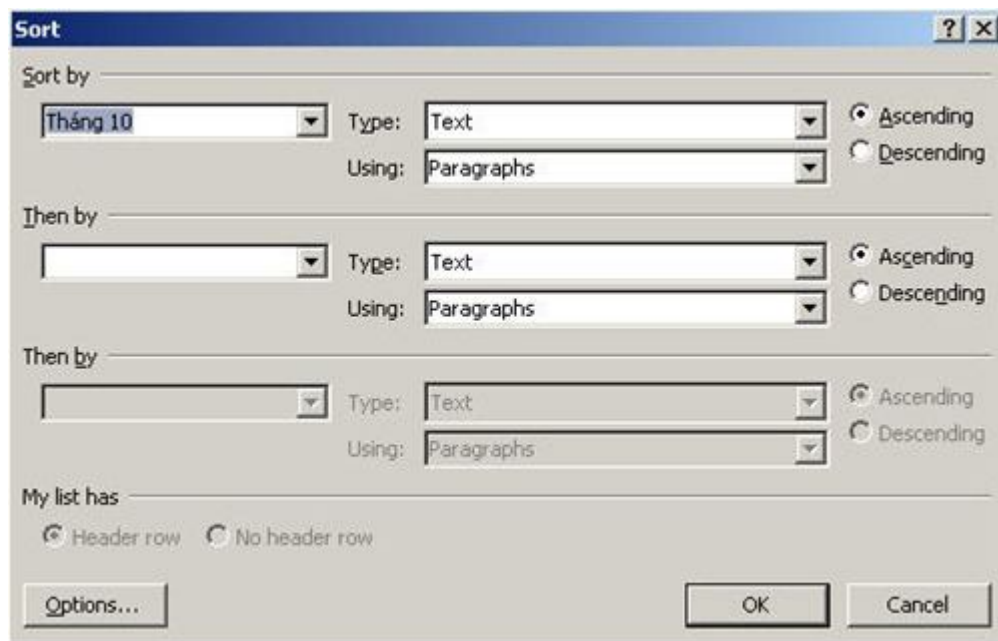 Sort
Sort by
Tháng 10 Type: Text Ascending
Using: Paragraphs Descending
Then by
Type: Text Ascending
Using: Paragraphs Descending
Then by
Type: Text Ascending
Using: Paragraphs Descending
My list has
Header row No header row
Options... OK Cancel